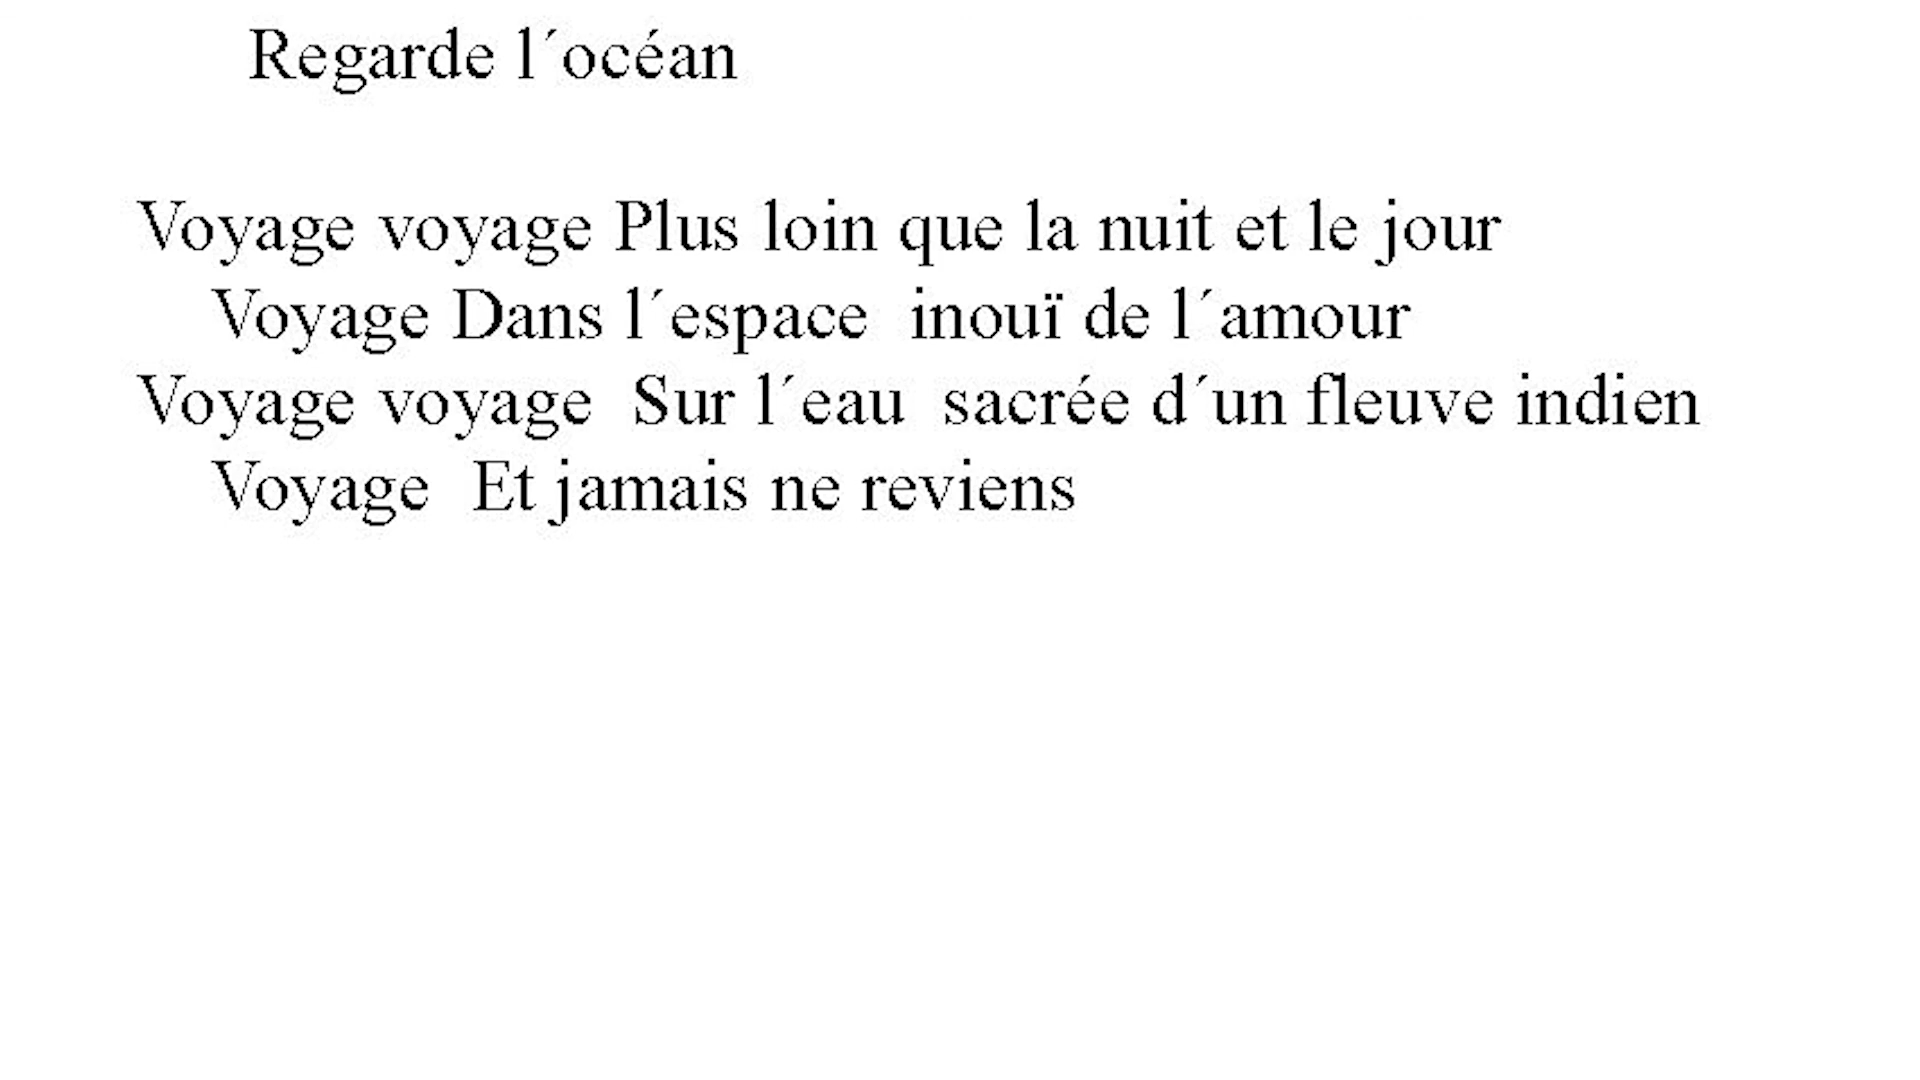 Regarde l´océan
Voyage voyage Plus loin que la nuit et le jour
Voyage Dans l´espace  inouï de l´amour
Voyage voyage  Sur l´eau  sacrée d´un fleuve indien
Voyage  Et jamais ne reviens